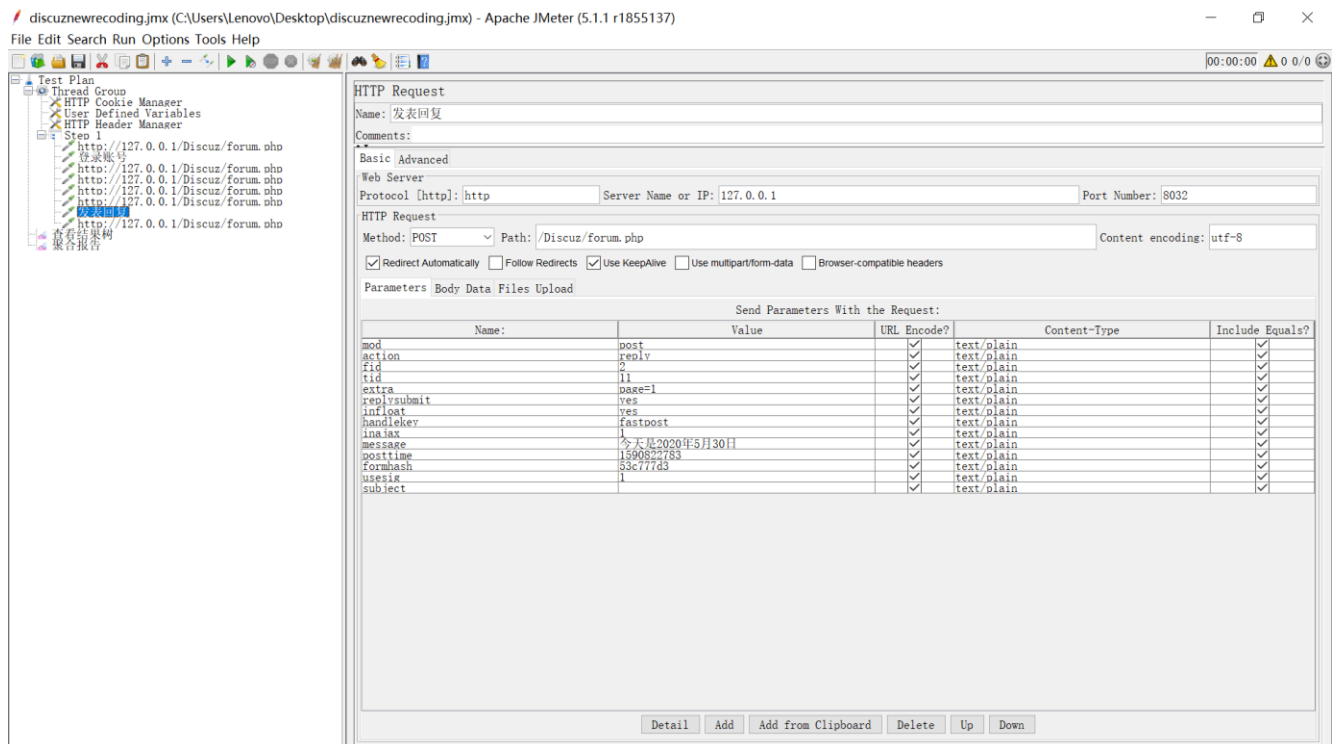 discuznewrecoding.jmx (C:\Users\Lenovo\Desktop\discuznewrecoding.jmx) - Apache JMeter (5.1.1 r1855137)
File Edit Search Run Options Tools Help
00:00:00 0 0/0
Test Plan
Thread Group
HTTP Cookie Manager
User Defined Variables
HTTP Header Manager
Step 1
http://127.0.0.1/Discuz/forum.php
登录账号
http://127.0.0.1/Discuz/forum.php
http://127.0.0.1/Discuz/forum.php
http://127.0.0.1/Discuz/forum.php
http://127.0.0.1/Discuz/forum.php
发表回复
http://127.0.0.1/Discuz/forum.php
查看结果树
聚合报告
HTTP Request
Name: 发表回复
Comments:
Basic Advanced
Web Server
Protocol [http]: http Server Name or IP: 127.0.0.1 Port Number: 8032
HTTP Request
Method: POST Path: /Discuz/forum.php Content encoding: utf-8
Redirect Automatically Follow Redirects Use KeepAlive Use multipart/form-data Browser-compatible headers
Parameters Body Data Files Upload
Send Parameters With the Request:
Name: Value URL Encode? Content-Type Include Equals?
mod post text/plain
action reply text/plain
fid 2 text/plain
tid 11 text/plain
extra page=1 text/plain
replysubmit yes text/plain
infloat yes text/plain
handlekey fastpost text/plain
inajax 1 text/plain
message 今天是2020年5月30日 text/plain
posttime 1590822783 text/plain
formhash 53c777d3 text/plain
usesig 1 text/plain
subject text/plain
Detail Add Add from Clipboard Delete Up Down